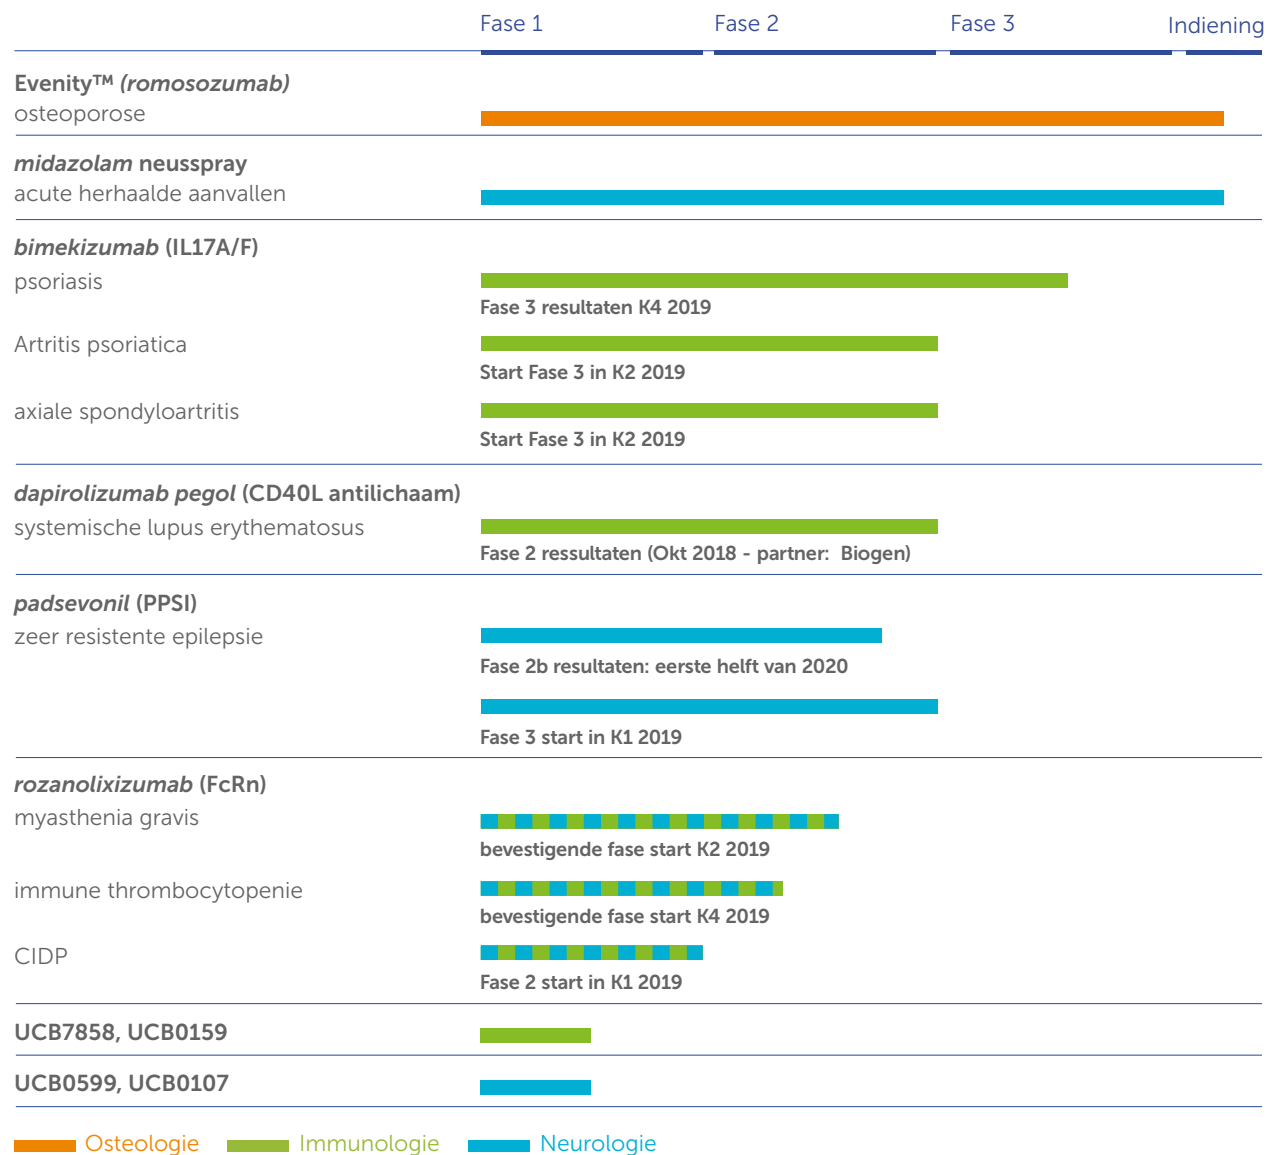 Fase 1 Fase 2 Fase 3 Indiening
Evenity™ (romosozumab)
osteoporose
midazolam neusspray
acute herhaalde aanvallen
bimekizumab (IL17A/F)
psoriasis
Fase 3 resultaten K4 2019
Artritis psoriatica
Start Fase 3 in K2 2019
axiale spondyloartritis
Start Fase 3 in K2 2019
dapirolizumab pegol (CD40L antilichaam)
systemische lupus erythematosus
Fase 2 ressultaten (Okt 2018 - partner: Biogen)
padsevonil (PPSI)
zeer resistente epilepsie
Fase 2b resultaten: eerste helft van 2020
Fase 3 start in K1 2019
rozanolixizumab (FcRn)
myasthenia gravis
bevestigende fase start K2 2019
immune thrombocytopenie
bevestigende fase start K4 2019
CIDP
Fase 2 start in K1 2019
UCB7858, UCB0159
UCB0599, UCB0107
Osteologie Immunologie Neurologie